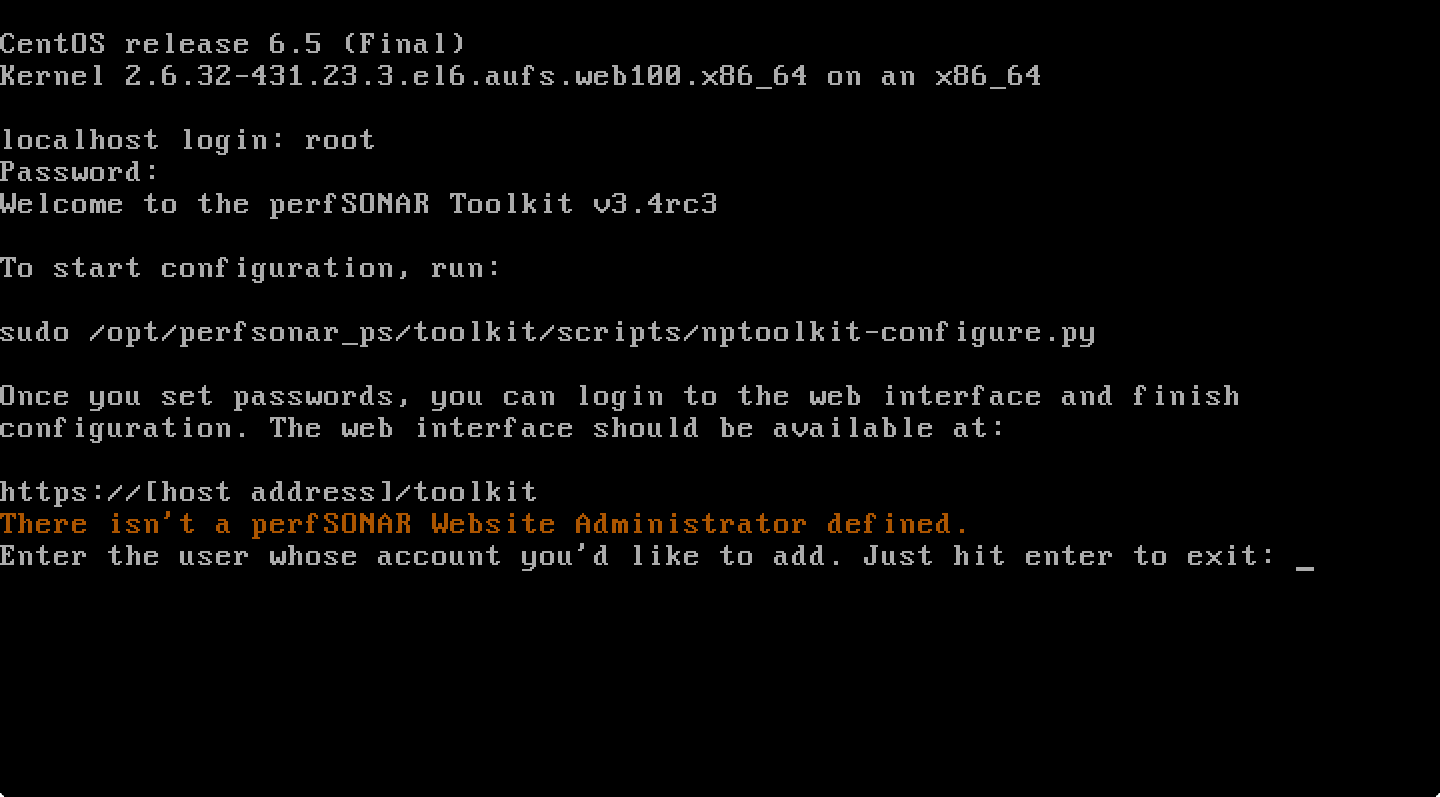 CentOS release 6.5 (Final)
Kernel 2.6.32-431.23.3.el6.aufs.web100.x86_64 on an x86_64
localhost login: root
Password:
Welcome to the perfSONAR Toolkit v3.4rc3
To start configuration, run:
sudo /opt/perfsonar_ps/toolkit/scripts/nptoolkit-configure.py
Once you set passwords, you can login to the web interface and finish
configuration. The web interface should be available at:
https://[host address]/toolkit
There isn't a perfSONAR Website Administrator defined.
Enter the user whose account you'd like to add. Just hit enter to exit: _